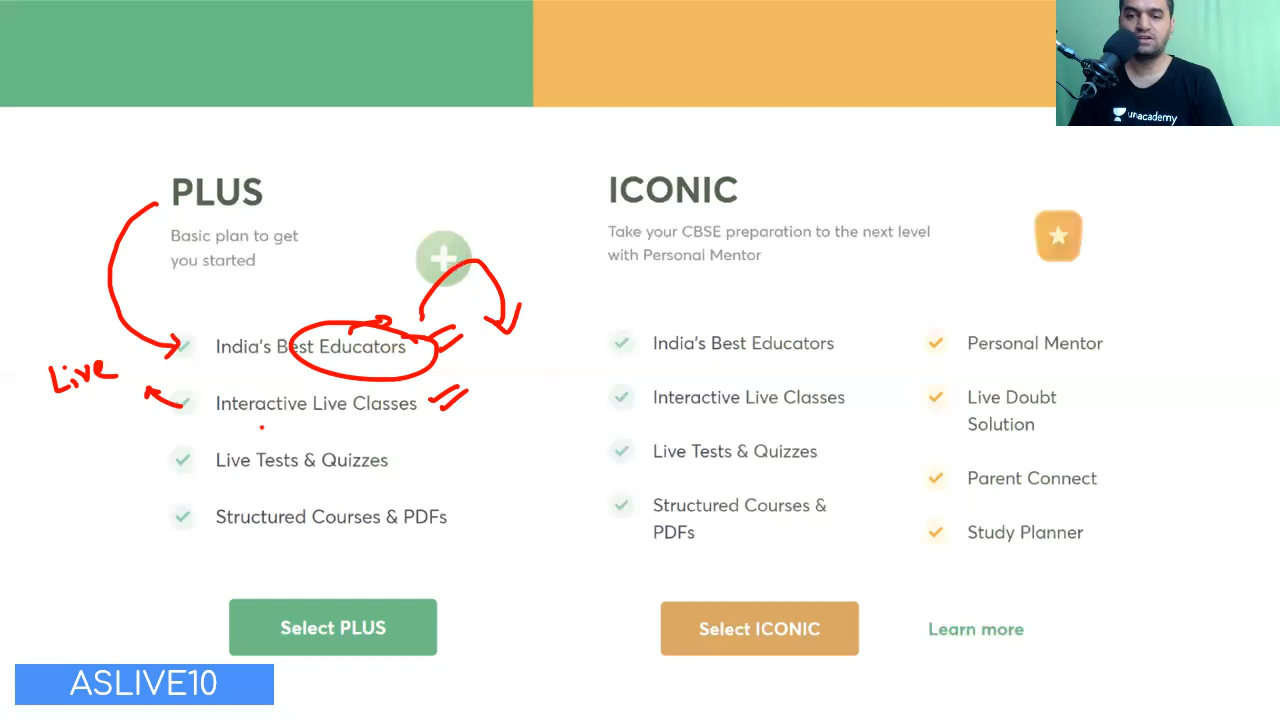 unacademy
PLUS
Basic plan to get
you started
India's Best Educators
Live
Interactive Live Classes
Live Tests & Quizzes
Structured Courses & PDFs
Select PLUS
ICONIC
Take your CBSE preparation to the next level
with Personal Mentor
India's Best Educators
Interactive Live Classes
Live Tests & Quizzes
Structured Courses &
PDFs
Personal Mentor
Live Doubt
Solution
Parent Connect
Study Planner
Select ICONIC
Learn more
ASLIVE10